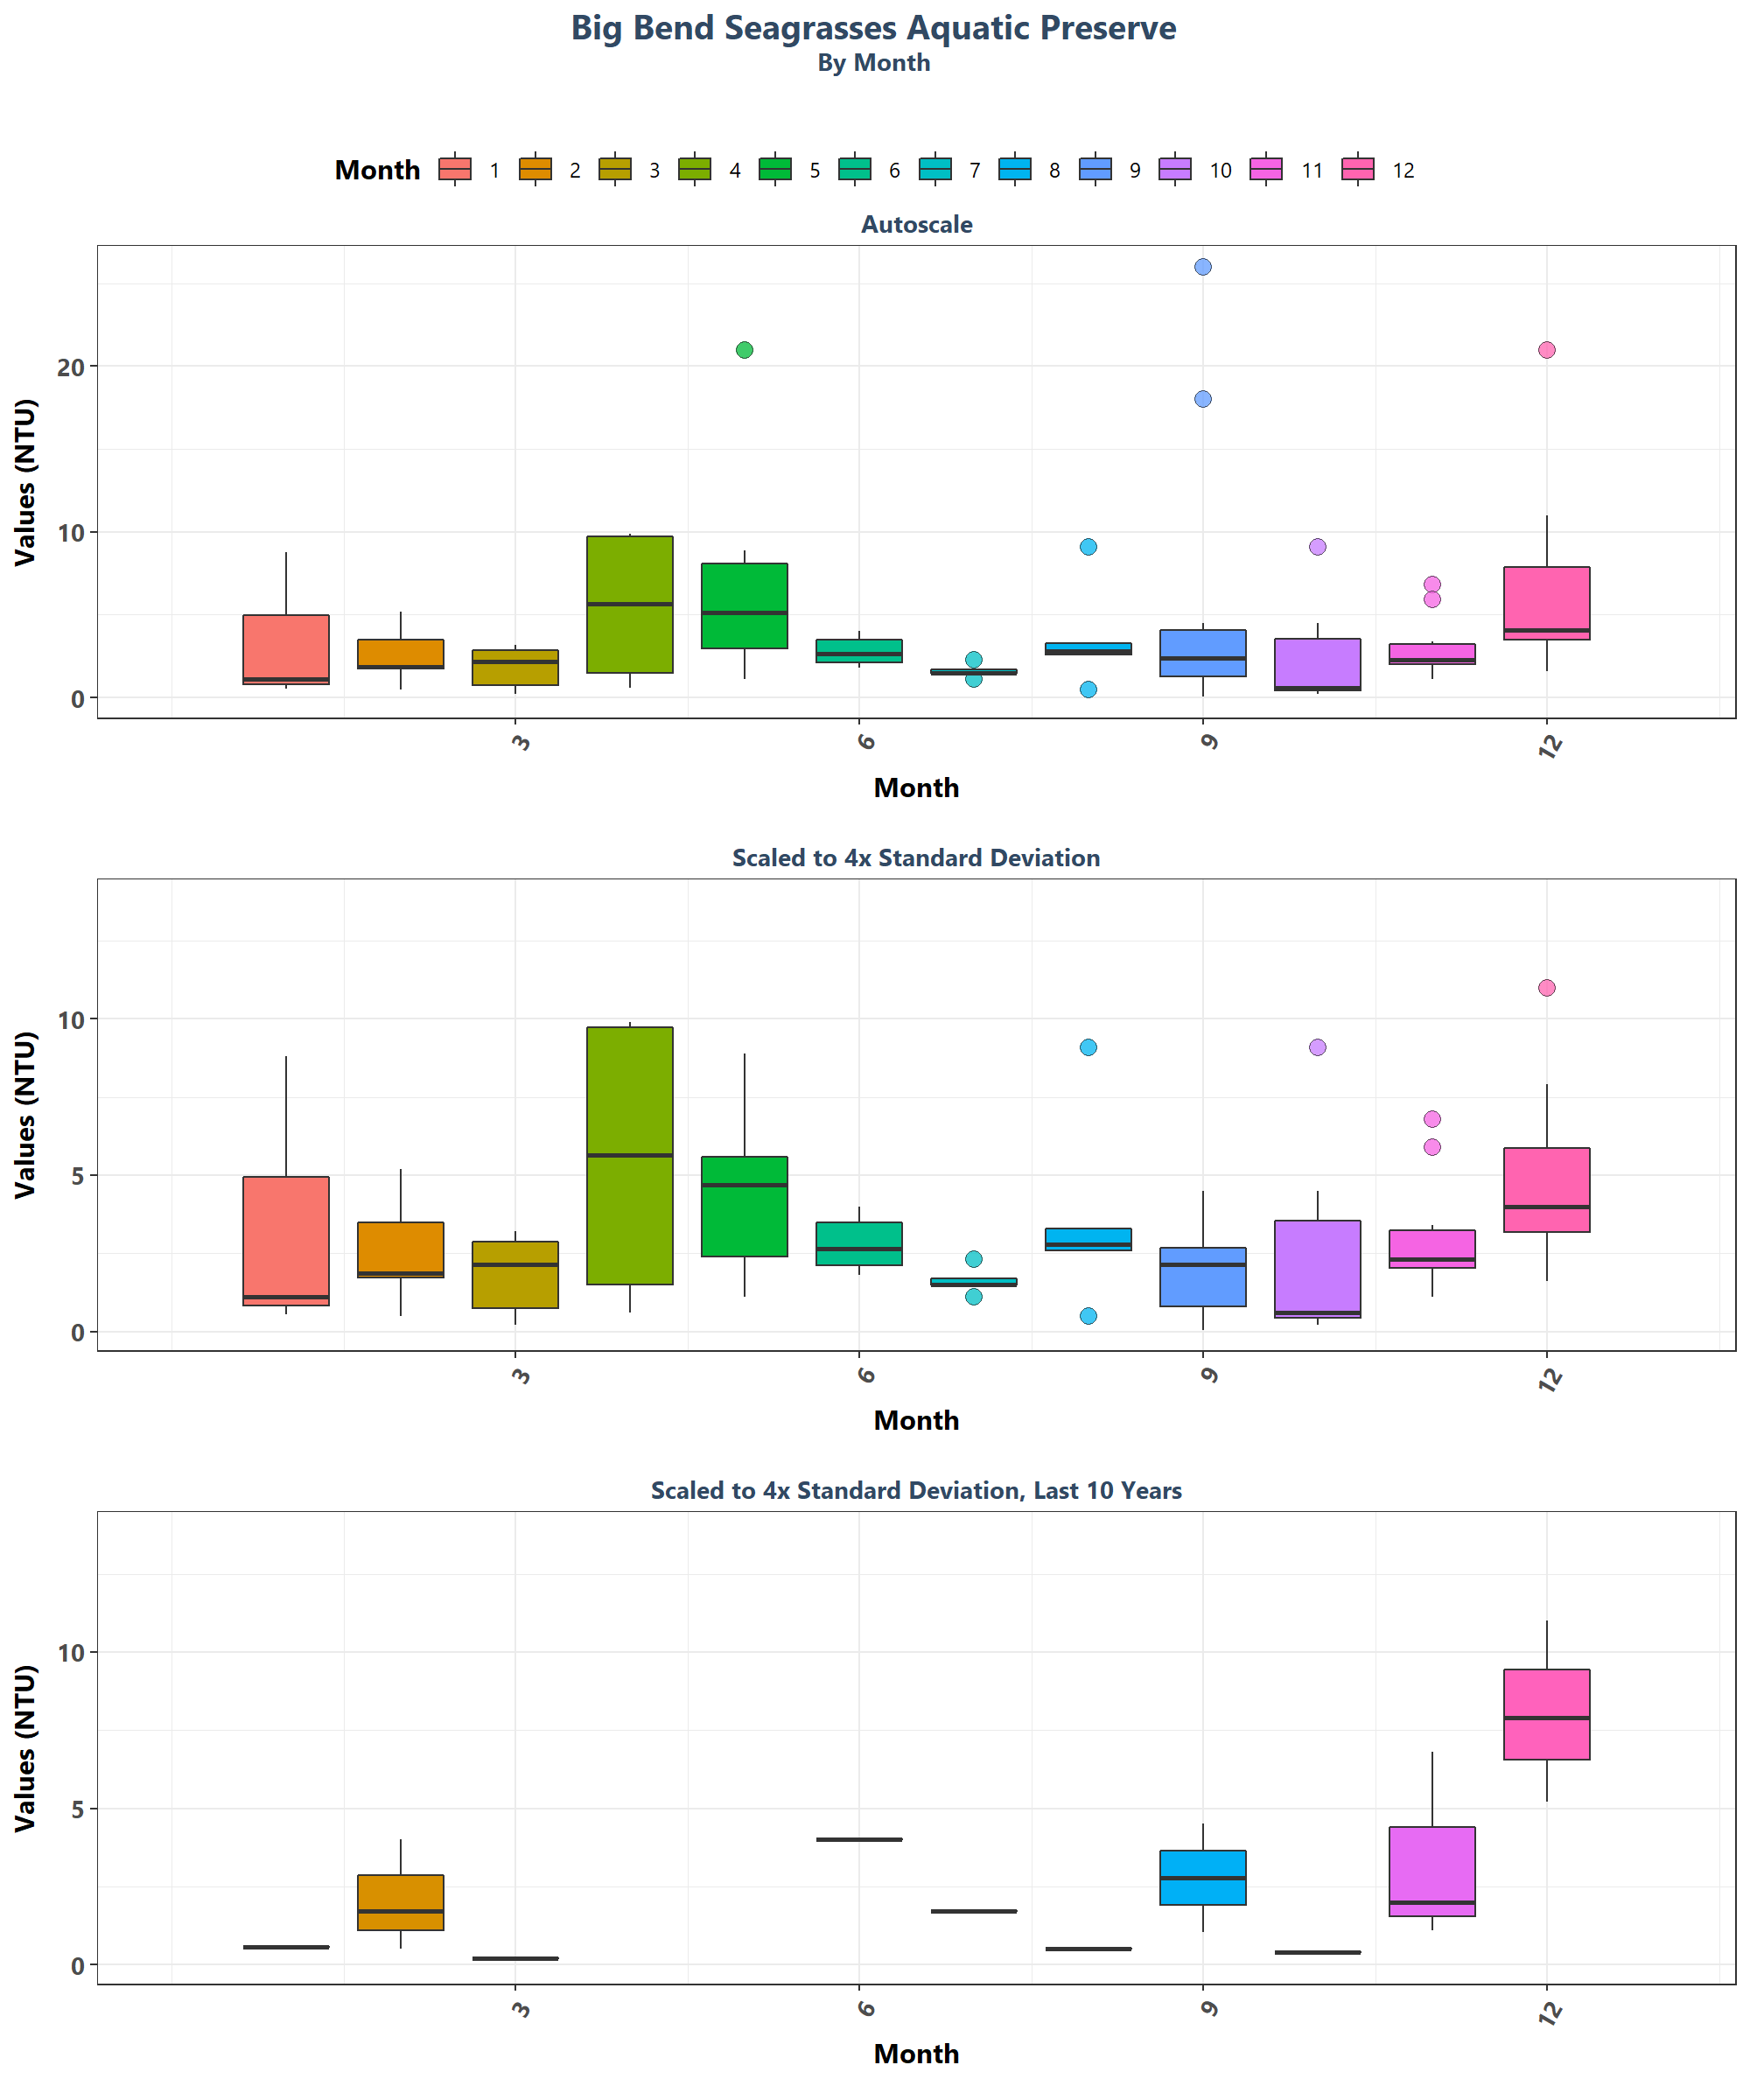 Big Bend Seagrasses Aquatic Preserve
By Month
Month 1 2 3 4 5 6 7 8 9 10 11 12
Autoscale
Values (NTU)
20
10
0
3 6 9 12
Month
Scaled to 4x Standard Deviation
Values (NTU)
10
5
0
3 6 9 12
Month
Scaled to 4x Standard Deviation, Last 10 Years
Values (NTU)
10
5
0
3 6 9 12
Month